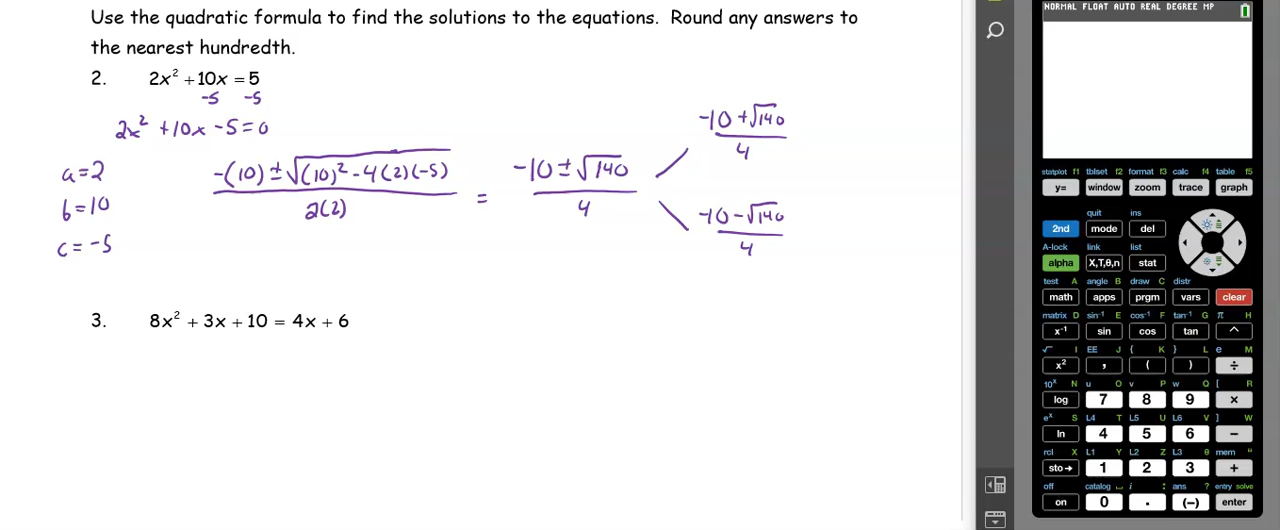 Use the quadratic formula to find the solutions to the equations. Round any answers to
the nearest hundredth.
2. 2x² + 10x = 5
-5 -5
2x² +10x -5 = 0
a = 2
b = 10
c = -5
-(10) ± √(10)² - 4(2)(-5)
2(2)
=
-10 ± √140
4
-10 + √140
4
-10 - √140
4
3. 8x² + 3x + 10 = 4x + 6
NORMAL FLOAT AUTO REAL DEGREE MP
statplot f1 tblset f2 format f3 calc f4 table f5
y= window zoom trace graph
quit ins
2nd mode del
A-lock link list
alpha X,T,θ,n stat
test A angle B draw C distr
math apps prgm vars clear
matrix D sin⁻¹ E cos⁻¹ F tan⁻¹ G π H
x⁻¹ sin cos tan ^
√ I EE J { K } L e M
x² , ( ) ÷
10ˣ N u O v P w Q [ R
log 7 8 9 ×
eˣ S L4 T L5 U L6 V ] W
ln 4 5 6 −
rcl X L1 Y L2 Z L3 θ mem "
sto→ 1 2 3 +
off catalog ⎵ i : ans ? entry solve
on 0 . (−) enter